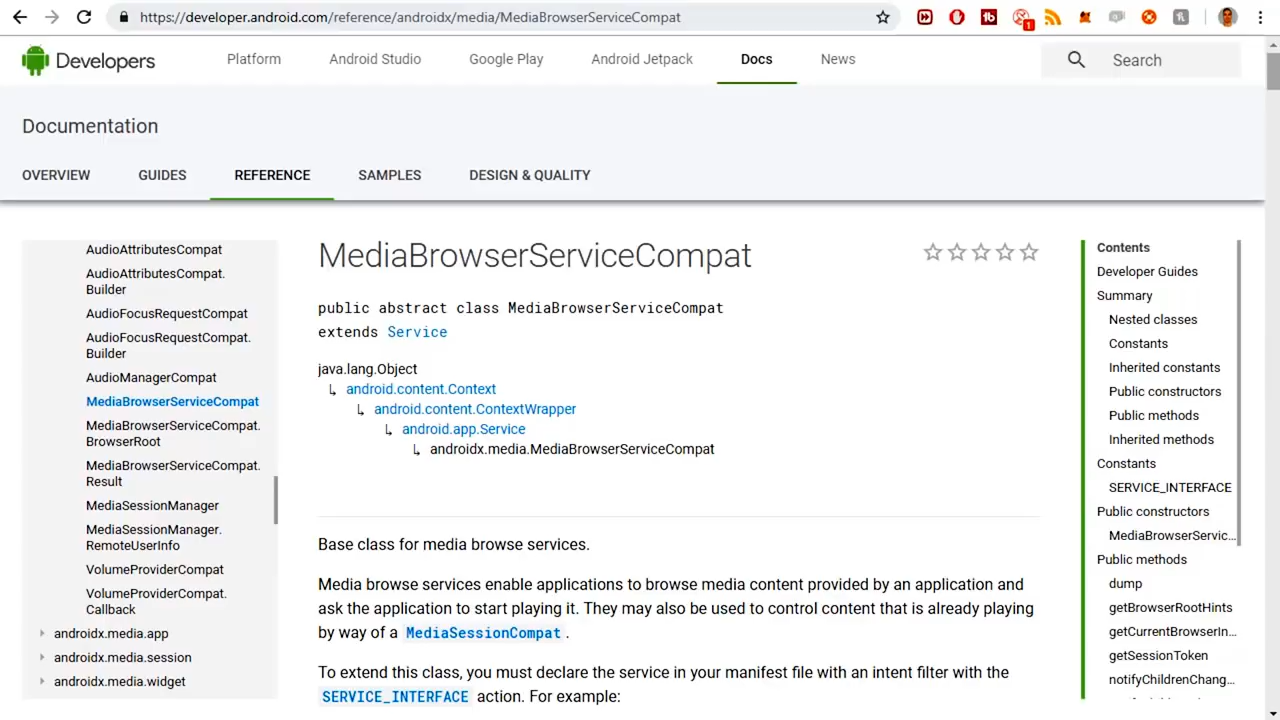 https://developer.android.com/reference/androidx/media/MediaBrowserServiceCompat
1
Developers
Platform
Android Studio
Google Play
Android Jetpack
Docs
News
Search
Documentation
OVERVIEW
GUIDES
REFERENCE
SAMPLES
DESIGN & QUALITY
AudioAttributesCompat
AudioAttributesCompat.
Builder
AudioFocusRequestCompat
AudioFocusRequestCompat.
Builder
AudioManagerCompat
MediaBrowserServiceCompat
MediaBrowserServiceCompat.
BrowserRoot
MediaBrowserServiceCompat.
Result
MediaSessionManager
MediaSessionManager.
RemoteUserInfo
VolumeProviderCompat
VolumeProviderCompat.
Callback
androidx.media.app
androidx.media.session
androidx.media.widget
MediaBrowserServiceCompat
public abstract class MediaBrowserServiceCompat
extends Service
java.lang.Object
↳ android.content.Context
↳ android.content.ContextWrapper
↳ android.app.Service
↳ androidx.media.MediaBrowserServiceCompat
Base class for media browse services.
Media browse services enable applications to browse media content provided by an application and
ask the application to start playing it. They may also be used to control content that is already playing
by way of a MediaSessionCompat.
To extend this class, you must declare the service in your manifest file with an intent filter with the
SERVICE_INTERFACE action. For example:
Contents
Developer Guides
Summary
Nested classes
Constants
Inherited constants
Public constructors
Public methods
Inherited methods
Constants
SERVICE_INTERFACE
Public constructors
MediaBrowserServic...
Public methods
dump
getBrowserRootHints
getCurrentBrowserIn...
getSessionToken
notifyChildrenChang...